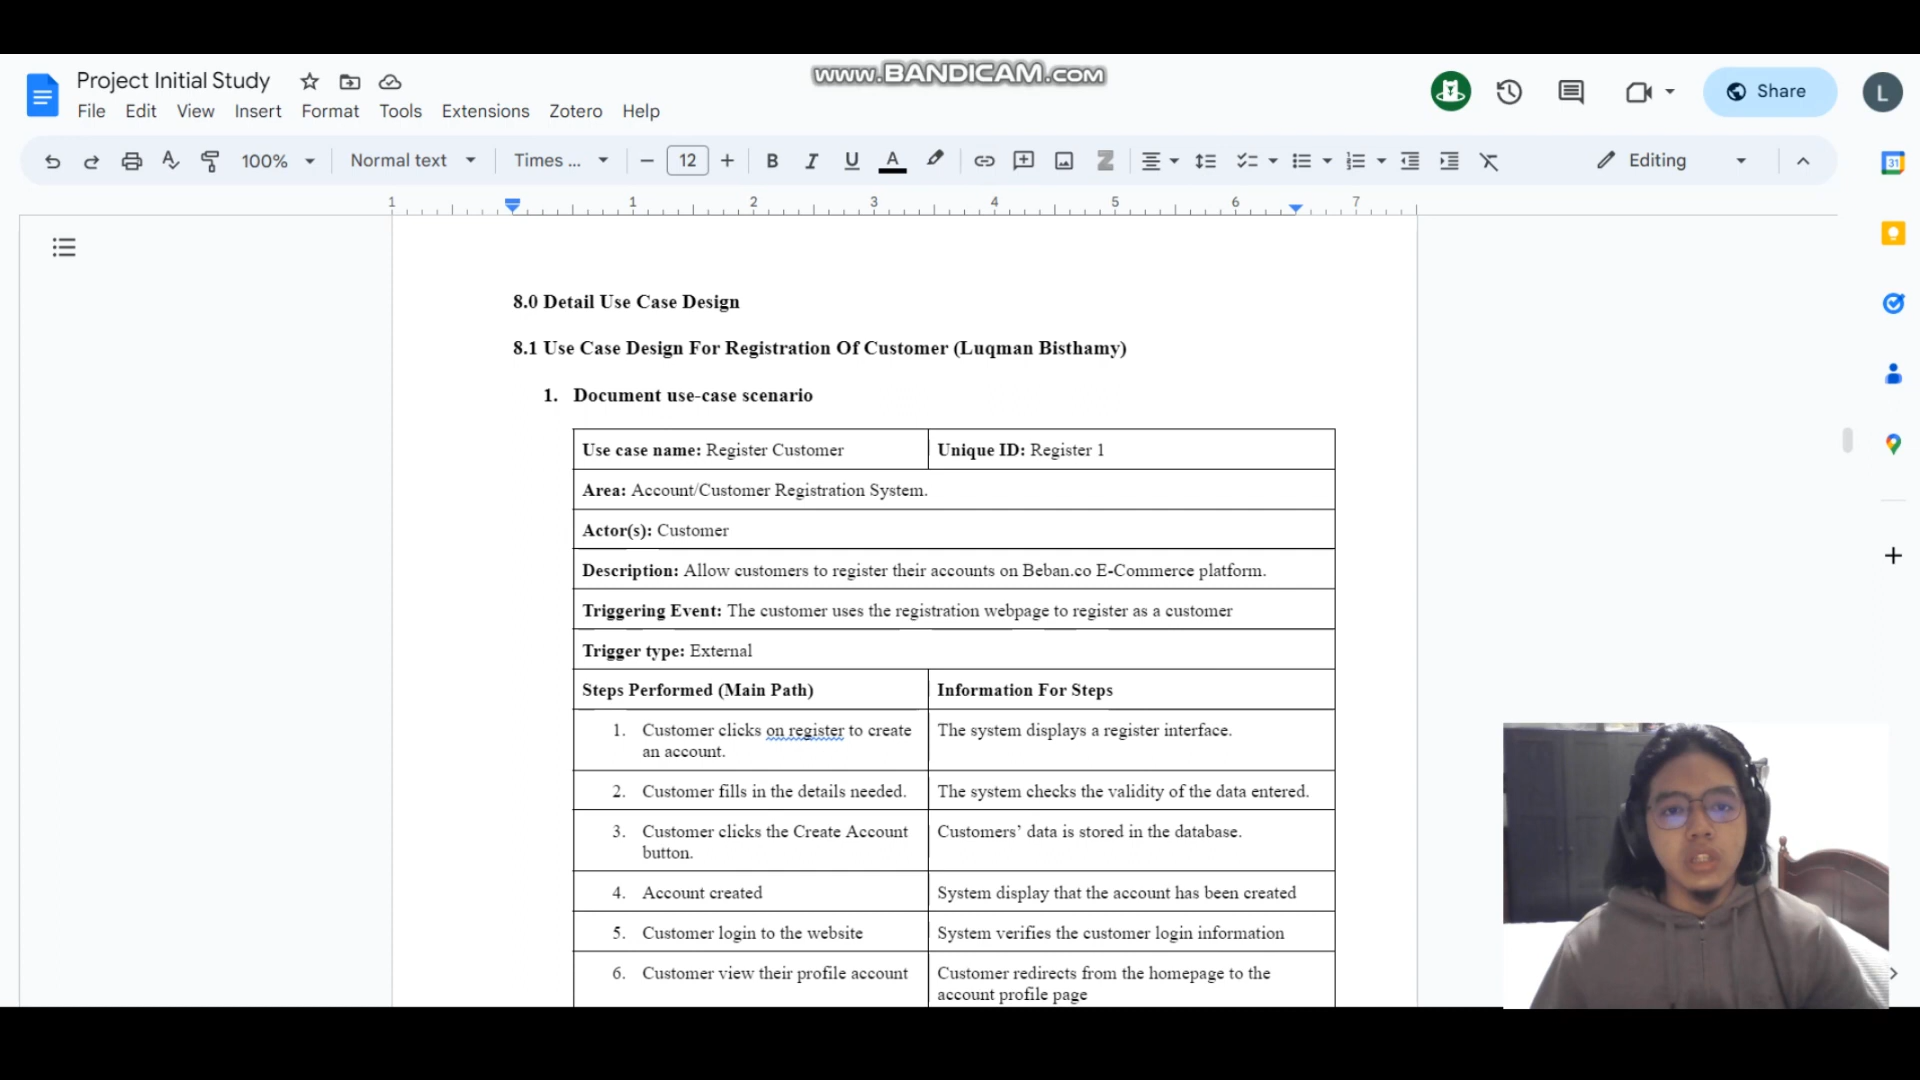 www.BANDICAM.com
Project Initial Study
File Edit View Insert Format Tools Extensions Zotero Help
Share
L
100% Normal text Times ... 12 Editing
31
1 1 2 3 4 5 6 7
8.0 Detail Use Case Design
8.1 Use Case Design For Registration Of Customer (Luqman Bisthamy)
1. Document use-case scenario
Use case name: Register Customer
Unique ID: Register 1
Area: Account/Customer Registration System.
Actor(s): Customer
Description: Allow customers to register their accounts on Beban.co E-Commerce platform.
Triggering Event: The customer uses the registration webpage to register as a customer
Trigger type: External
Steps Performed (Main Path)
Information For Steps
1. Customer clicks on register to create
an account.
The system displays a register interface.
2. Customer fills in the details needed.
The system checks the validity of the data entered.
3. Customer clicks the Create Account
button.
Customers’ data is stored in the database.
4. Account created
System display that the account has been created
5. Customer login to the website
System verifies the customer login information
6. Customer view their profile account
Customer redirects from the homepage to the
account profile page